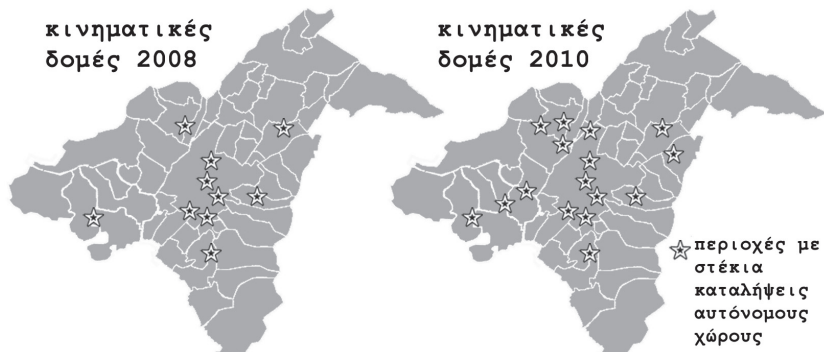 κινηματικές
δομές 2008
κινηματικές
δομές 2010
περιοχές με
στέκια
καταλήψεις
αυτόνομους
χώρους